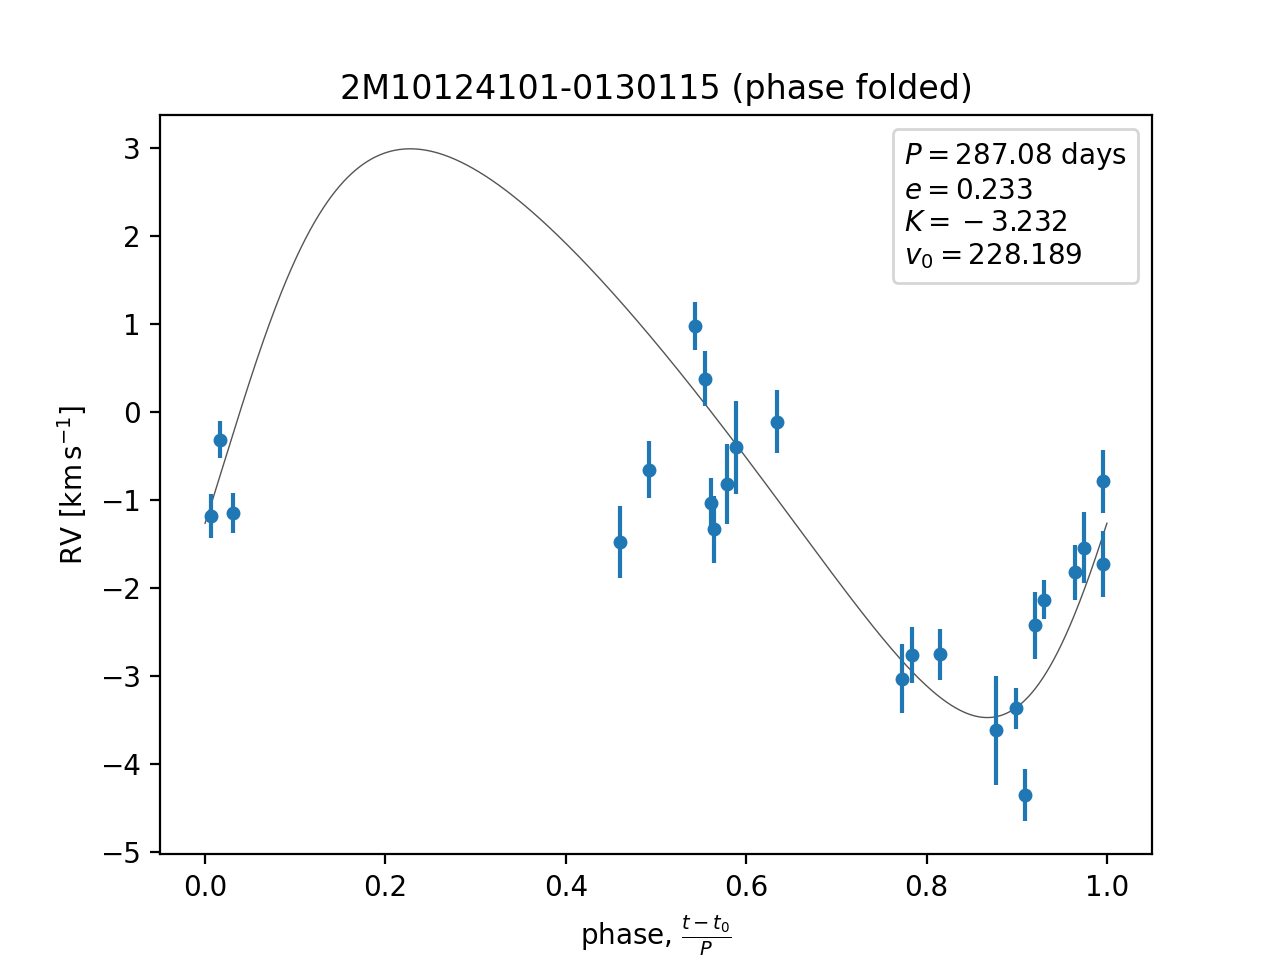 2M10124101-0130115 (phase folded)
P = 287.08 days
e = 0.233
K = −3.232
v₀ = 228.189
3
2
1
0
−1
−2
−3
−4
−5
RV [km s⁻¹]
0.0 0.2 0.4 0.6 0.8 1.0
phase, (t − t₀)/P